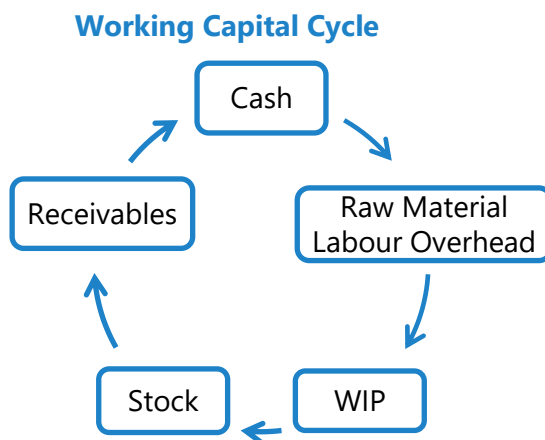 Working Capital Cycle
Cash
Raw Material
Labour Overhead
WIP
Stock
Receivables